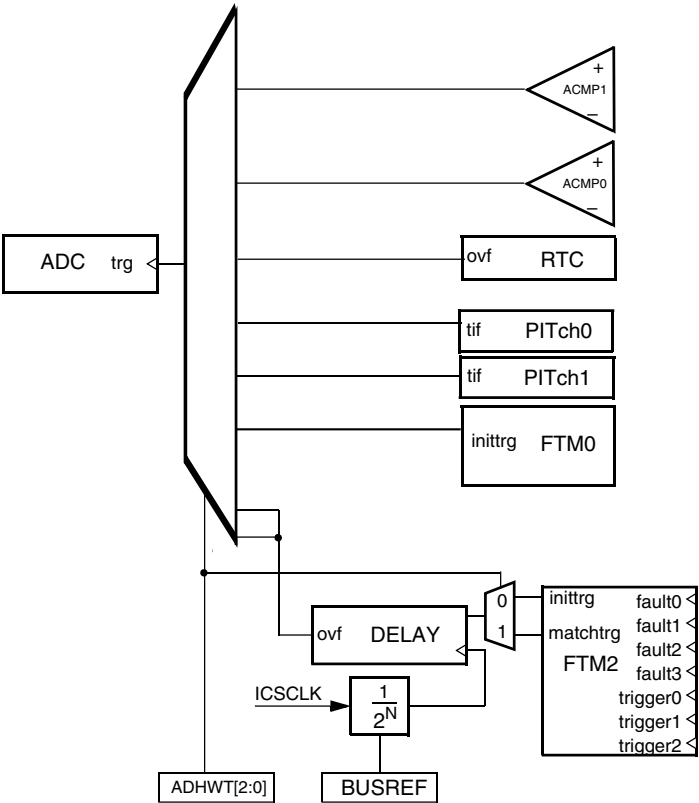 +
ACMP1
–
+
ACMP0
–
ADC trg
ovf RTC
tif PITch0
tif PITch1
inittrg FTM0
0
1
inittrg
matchtrg
FTM2
fault0
fault1
fault2
fault3
trigger0
trigger1
trigger2
ovf DELAY
ICSCLK
1
2N
ADHWT[2:0]
BUSREF